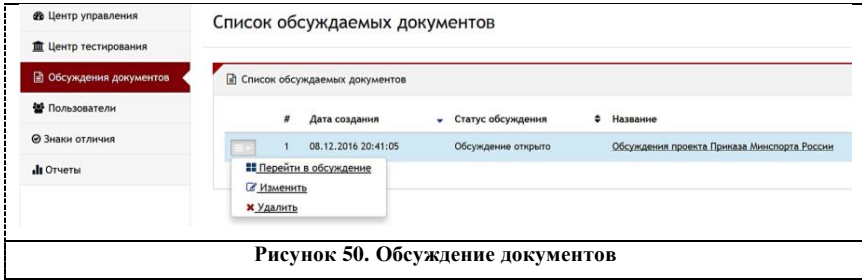 Центр управления
Центр тестирования
Обсуждения документов
Пользователи
Знаки отличия
Отчеты
Список обсуждаемых документов
Список обсуждаемых документов
# Дата создания Статус обсуждения Название
1 08.12.2016 20:41:05 Обсуждение открыто Обсуждения проекта Приказа Минспорта России
Перейти в обсуждение
Изменить
Удалить
Рисунок 50. Обсуждение документов